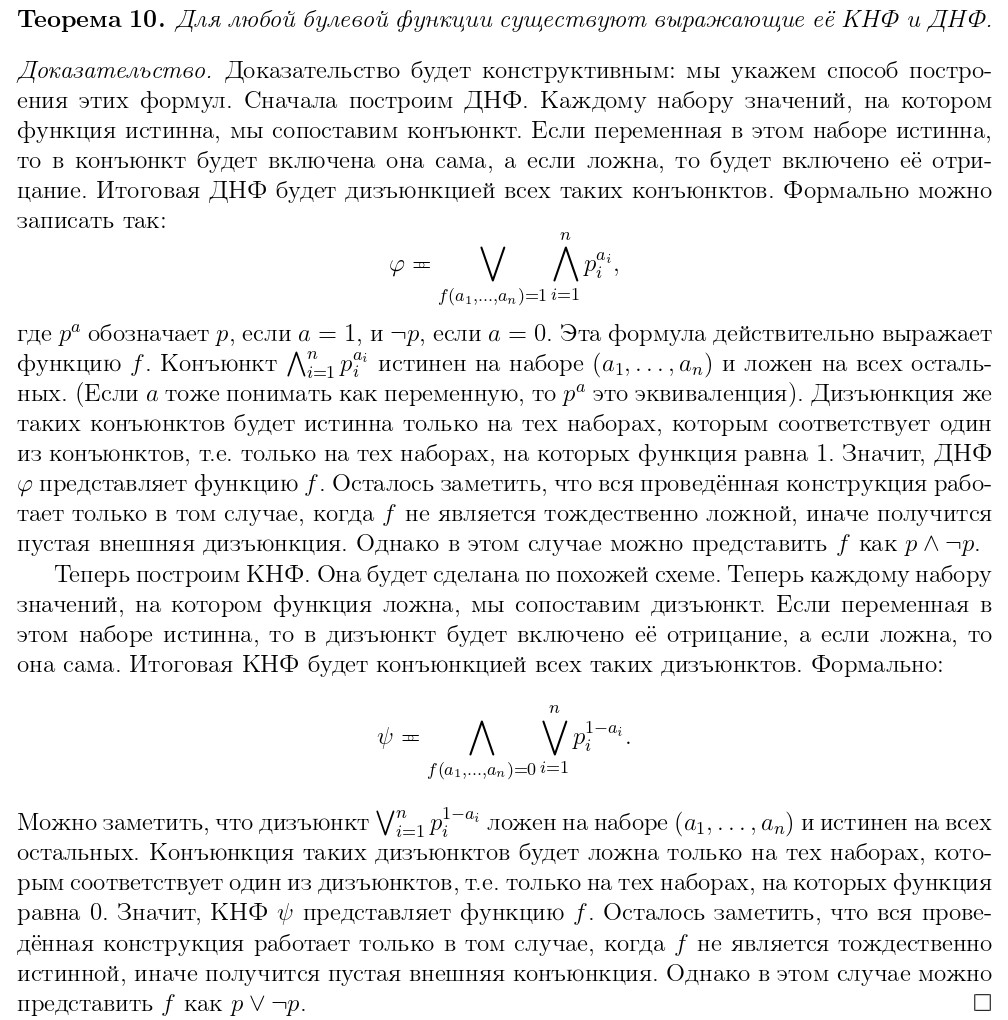 Теорема 10. Для любой булевой функции существуют выражающие её КНФ и ДНФ.
Доказательство. Доказательство будет конструктивным: мы укажем способ постро-
ения этих формул. Сначала построим ДНФ. Каждому набору значений, на котором
функция истинна, мы сопоставим конъюнкт. Если переменная в этом наборе истинна,
то в конъюнкт будет включена она сама, а если ложна, то будет включено её отри-
цание. Итоговая ДНФ будет дизъюнкцией всех таких конъюнктов. Формально можно
записать так:
$\varphi \eqcirc \bigvee_{f(a_1,\ldots,a_n)=1} \bigwedge_{i=1}^{n} p_i^{a_i},$
где $p^a$ обозначает $p$, если $a = 1$, и $\neg p$, если $a = 0$. Эта формула действительно выражает
функцию $f$. Конъюнкт $\bigwedge_{i=1}^{n} p_i^{a_i}$ истинен на наборе $(a_1, \ldots, a_n)$ и ложен на всех осталь-
ных. (Если $a$ тоже понимать как переменную, то $p^a$ это эквиваленция). Дизъюнкция же
таких конъюнктов будет истинна только на тех наборах, которым соответствует один
из конъюнктов, т.е. только на тех наборах, на которых функция равна 1. Значит, ДНФ
$\varphi$ представляет функцию $f$. Осталось заметить, что вся проведённая конструкция рабо-
тает только в том случае, когда $f$ не является тождественно ложной, иначе получится
пустая внешняя дизъюнкция. Однако в этом случае можно представить $f$ как $p \wedge \neg p$.
Теперь построим КНФ. Она будет сделана по похожей схеме. Теперь каждому набору
значений, на котором функция ложна, мы сопоставим дизъюнкт. Если переменная в
этом наборе истинна, то в дизъюнкт будет включено её отрицание, а если ложна, то
она сама. Итоговая КНФ будет конъюнкцией всех таких дизъюнктов. Формально:
$\psi \eqcirc \bigwedge_{f(a_1,\ldots,a_n)=0} \bigvee_{i=1}^{n} p_i^{1-a_i}.$
Можно заметить, что дизъюнкт $\bigvee_{i=1}^{n} p_i^{1-a_i}$ ложен на наборе $(a_1, \ldots, a_n)$ и истинен на всех
остальных. Конъюнкция таких дизъюнктов будет ложна только на тех наборах, кото-
рым соответствует один из дизъюнктов, т.е. только на тех наборах, на которых функция
равна 0. Значит, КНФ $\psi$ представляет функцию $f$. Осталось заметить, что вся прове-
дённая конструкция работает только в том случае, когда $f$ не является тождественно
истинной, иначе получится пустая внешняя конъюнкция. Однако в этом случае можно
представить $f$ как $p \vee \neg p$. □